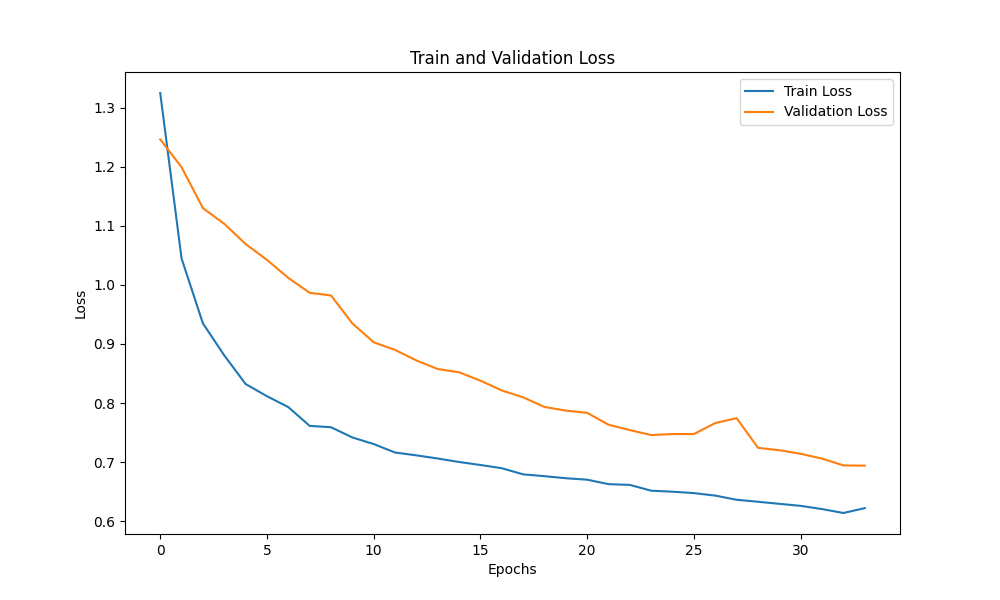 Train and Validation Loss
Train Loss
Validation Loss
Loss
1.3
1.2
1.1
1.0
0.9
0.8
0.7
0.6
0 5 10 15 20 25 30
Epochs